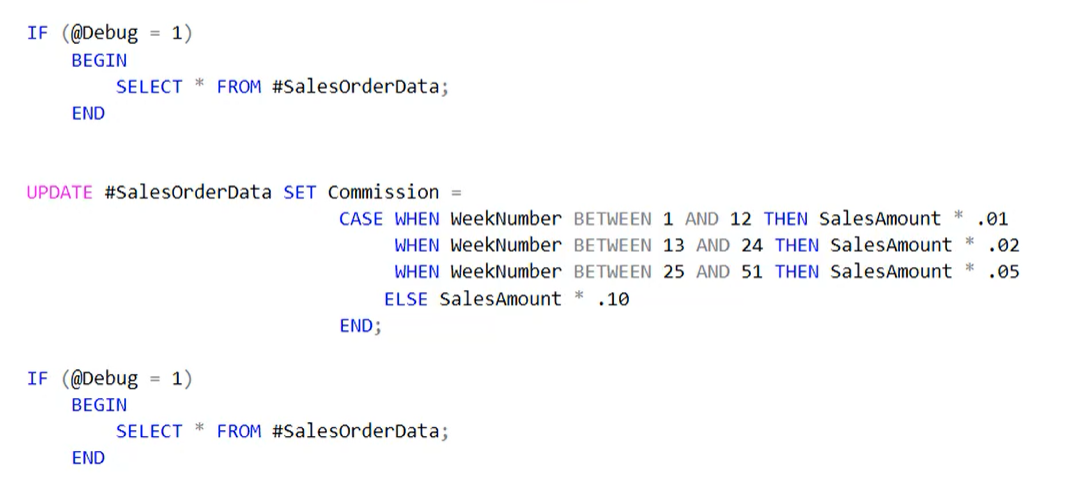 IF (@Debug = 1)
BEGIN
SELECT * FROM #SalesOrderData;
END
UPDATE #SalesOrderData SET Commission =
CASE WHEN WeekNumber BETWEEN 1 AND 12 THEN SalesAmount * .01
WHEN WeekNumber BETWEEN 13 AND 24 THEN SalesAmount * .02
WHEN WeekNumber BETWEEN 25 AND 51 THEN SalesAmount * .05
ELSE SalesAmount * .10
END;
IF (@Debug = 1)
BEGIN
SELECT * FROM #SalesOrderData;
END